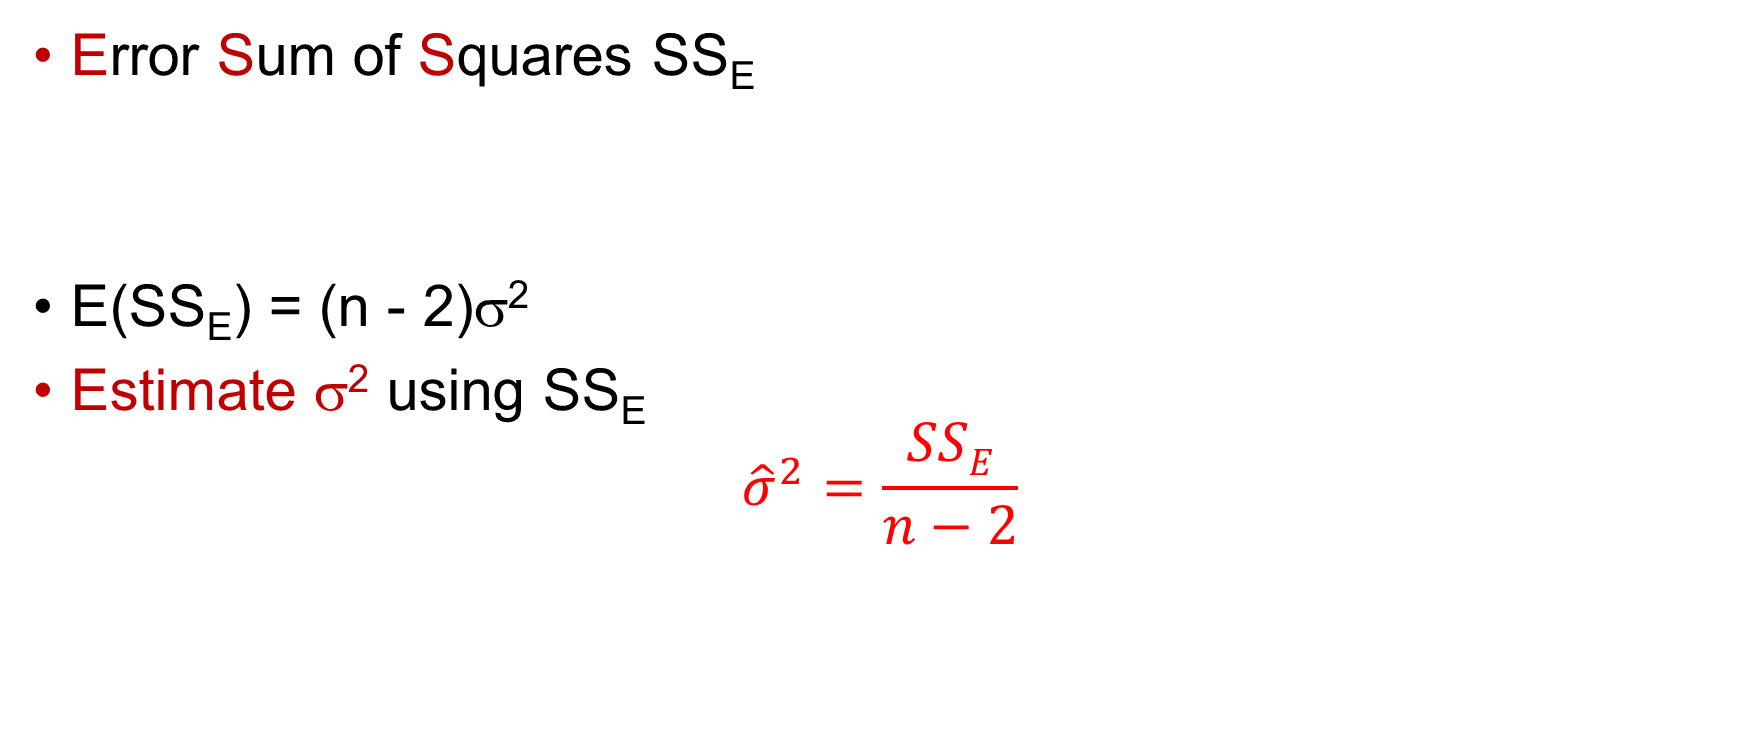 • Error Sum of Squares SS_E
• E(SS_E) = (n - 2)σ²
• Estimate σ² using SS_E
σ̂² = SS_E / (n − 2)